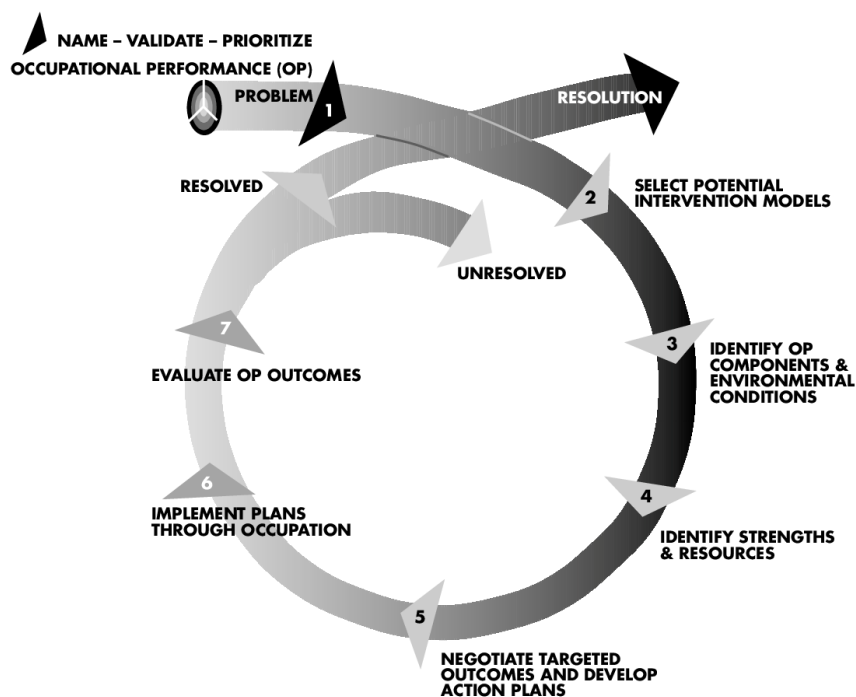 NAME – VALIDATE – PRIORITIZE
OCCUPATIONAL PERFORMANCE (OP)
PROBLEM
1
RESOLUTION
2
SELECT POTENTIAL
INTERVENTION MODELS
RESOLVED
UNRESOLVED
3
IDENTIFY OP
COMPONENTS &
ENVIRONMENTAL
CONDITIONS
4
IDENTIFY STRENGTHS
& RESOURCES
5
NEGOTIATE TARGETED
OUTCOMES AND DEVELOP
ACTION PLANS
6
IMPLEMENT PLANS
THROUGH OCCUPATION
7
EVALUATE OP OUTCOMES